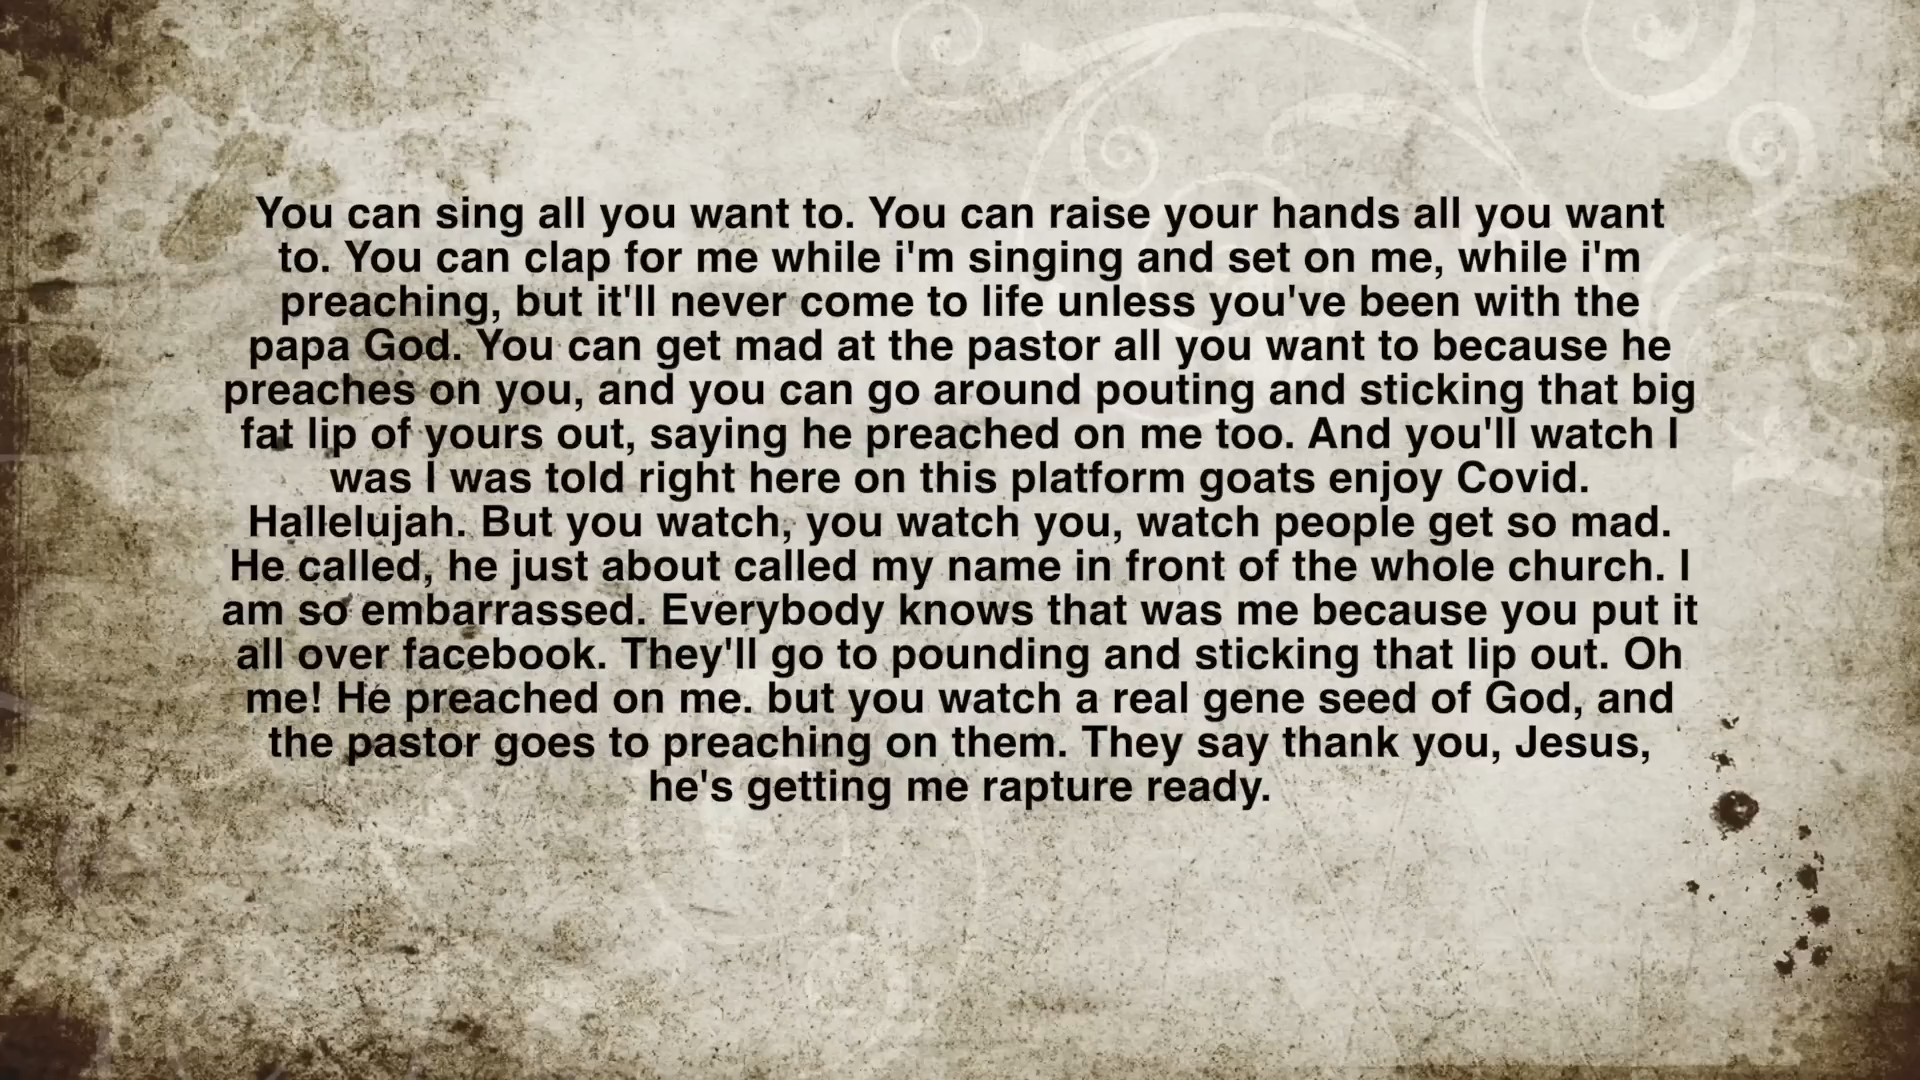 You can sing all you want to. You can raise your hands all you want
to. You can clap for me while i'm singing and set on me, while i'm
preaching, but it'll never come to life unless you've been with the
papa God. You can get mad at the pastor all you want to because he
preaches on you, and you can go around pouting and sticking that big
fat lip of yours out, saying he preached on me too. And you'll watch I
was I was told right here on this platform goats enjoy Covid.
Hallelujah. But you watch, you watch you, watch people get so mad.
He called, he just about called my name in front of the whole church. I
am so embarrassed. Everybody knows that was me because you put it
all over facebook. They'll go to pounding and sticking that lip out. Oh
me! He preached on me. but you watch a real gene seed of God, and
the pastor goes to preaching on them. They say thank you, Jesus,
he's getting me rapture ready.